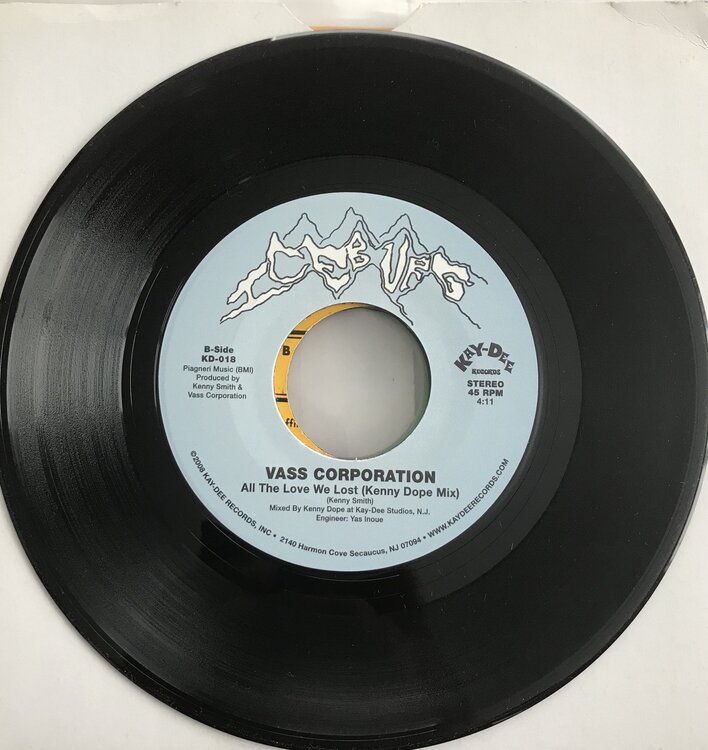 ICEBURG
B-Side
KD-018
Piagneri Music (BMI)
Produced by
Kenny Smith &
Vass Corporation
KAY-DEE
RECORDS
STEREO
45 RPM
4:11
B
VASS CORPORATION
All The Love We Lost (Kenny Dope Mix)
(Kenny Smith)
Mixed By Kenny Dope at Kay-Dee Studios, N.J.
Engineer: Yas Inoue
©2008 KAY-DEE RECORDS, INC • 2140 Harmon Cove Secaucus, NJ 07094 • WWW.KAYDEERECORDS.COM